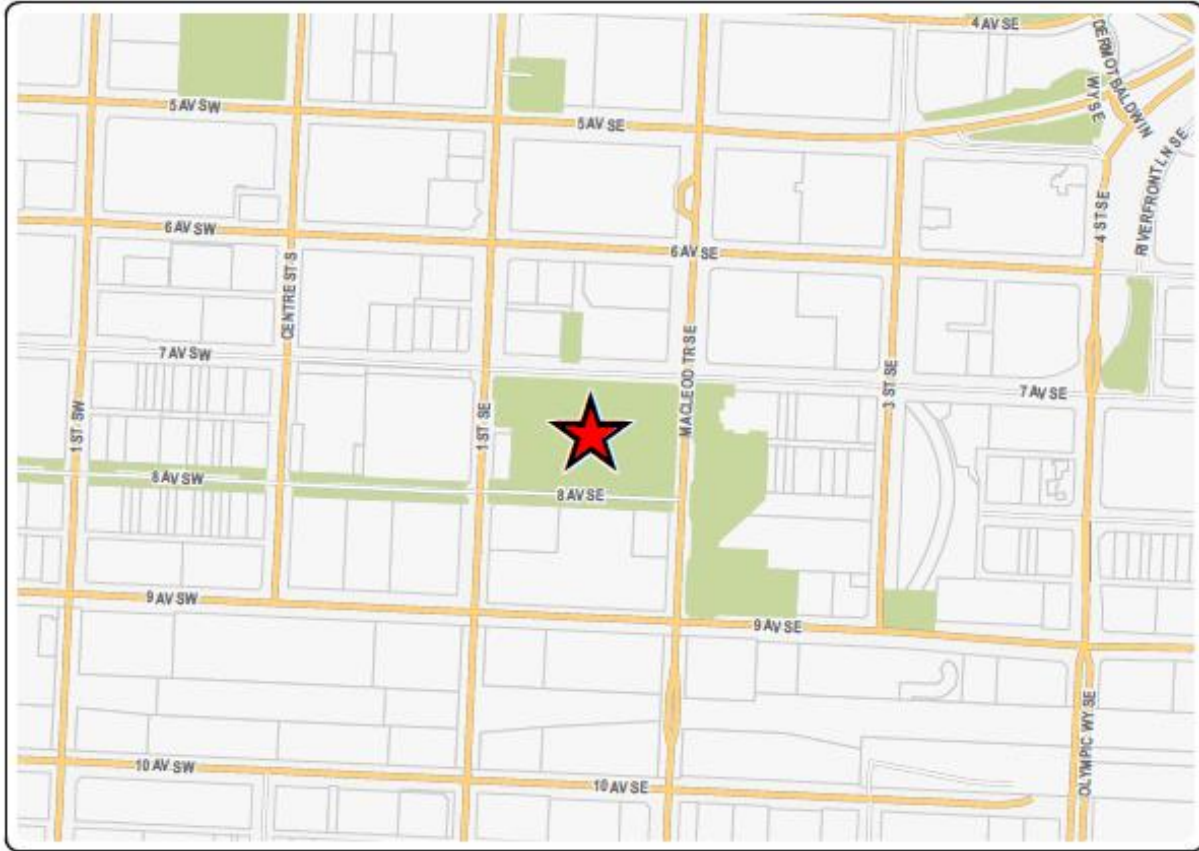 4 AV SE
DERMOT BALDWIN
WY SE
5 AV SW
5 AV SE
RIVERFRONT LN SE
4 ST SE
6 AV SW
6 AV SE
CENTRE ST S
7 AV SW
MACLEOD TR SE
3 ST SE
7 AV SE
1 ST SW
1 ST SE
8 AV SW
8 AV SE
9 AV SW
9 AV SE
OLYMPIC WY SE
10 AV SW
10 AV SE